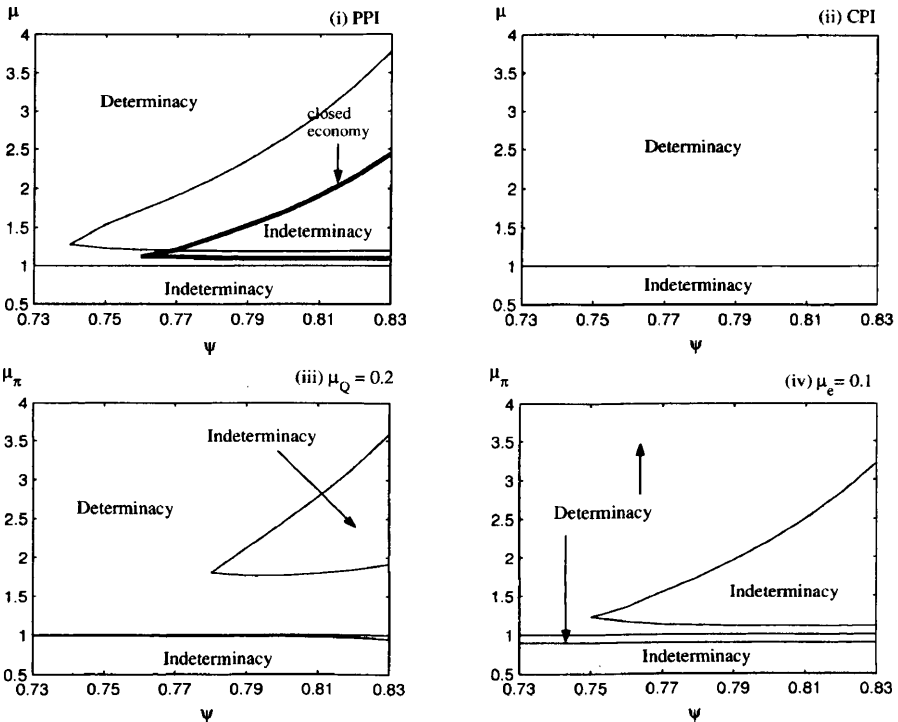 μ
(i) PPI
4
3.5
3
2.5
2
1.5
1
0.5
Determinacy
closed
economy
Indeterminacy
Indeterminacy
0.73 0.75 0.77 0.79 0.81 0.83
ψ
μ
(ii) CPI
4
3.5
3
2.5
2
1.5
1
0.5
Determinacy
Indeterminacy
0.73 0.75 0.77 0.79 0.81 0.83
ψ
μπ
(iii) μQ = 0.2
4
3.5
3
2.5
2
1.5
1
0.5
Indeterminacy
Determinacy
Indeterminacy
0.73 0.75 0.77 0.79 0.81 0.83
ψ
μπ
(iv) μe = 0.1
4
3.5
3
2.5
2
1.5
1
0.5
Determinacy
Indeterminacy
Indeterminacy
0.73 0.75 0.77 0.79 0.81 0.83
ψ